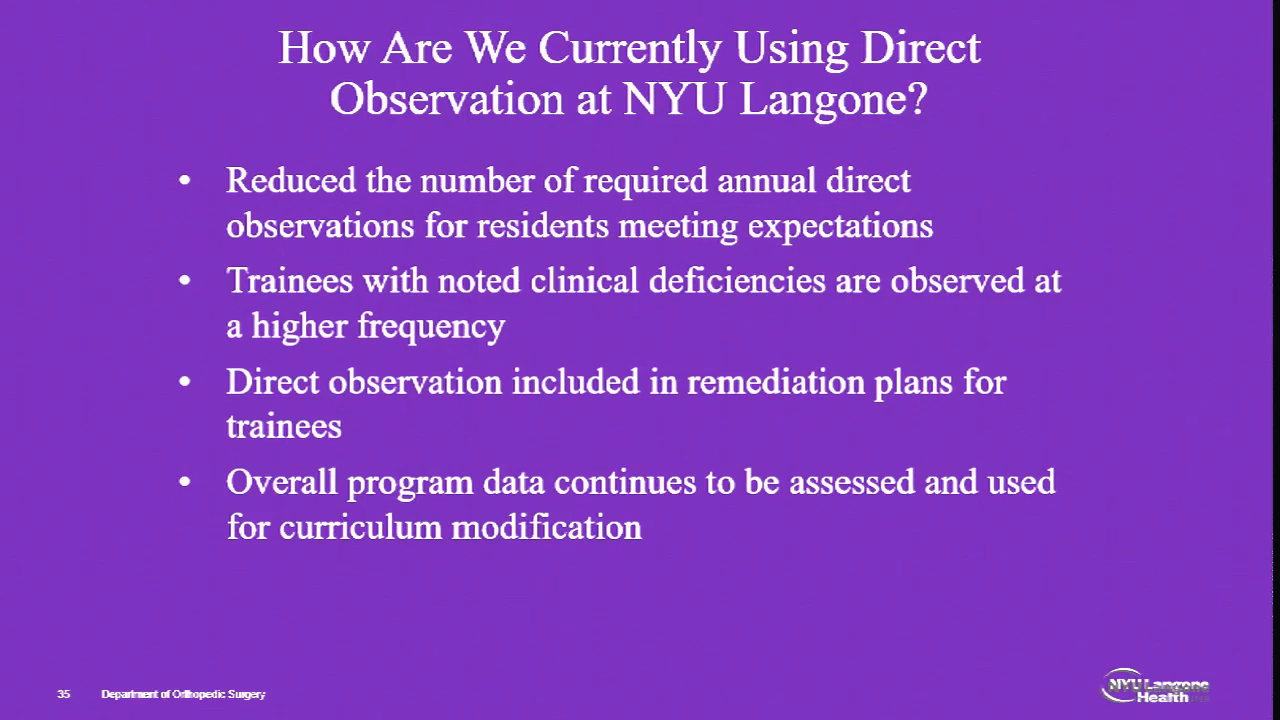 How Are We Currently Using Direct
Observation at NYU Langone?
• Reduced the number of required annual direct
observations for residents meeting expectations
• Trainees with noted clinical deficiencies are observed at
a higher frequency
• Direct observation included in remediation plans for
trainees
• Overall program data continues to be assessed and used
for curriculum modification
35 Department of Orthopedic Surgery
NYU Langone
Health